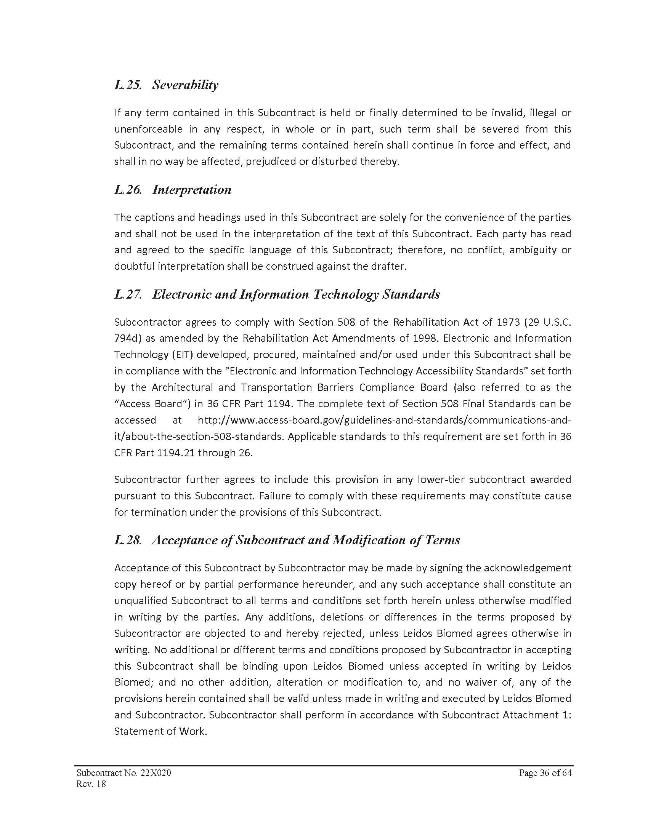 L.25. Severability
If any term contained in this Subcontract is held or finally determined to be invalid, illegal or
unenforceable in any respect, in whole or in part, such term shall be severed from this
Subcontract, and the remaining terms contained herein shall continue in force and effect, and
shall in no way be affected, prejudiced or disturbed thereby.
L.26. Interpretation
The captions and headings used in this Subcontract are solely for the convenience of the parties
and shall not be used in the interpretation of the text of this Subcontract. Each party has read
and agreed to the specific language of this Subcontract; therefore, no conflict, ambiguity or
doubtful interpretation shall be construed against the drafter.
L.27. Electronic and Information Technology Standards
Subcontractor agrees to comply with Section 508 of the Rehabilitation Act of 1973 (29 U.S.C.
794d) as amended by the Rehabilitation Act Amendments of 1998. Electronic and Information
Technology (EIT) developed, procured, maintained and/or used under this Subcontract shall be
in compliance with the "Electronic and Information Technology Accessibility Standards" set forth
by the Architectural and Transportation Barriers Compliance Board (also referred to as the
"Access Board") in 36 CFR Part 1194. The complete text of Section 508 Final Standards can be
accessed at http://www.access-board.gov/guidelines-and-standards/communications-and-
it/about-the-section-508-standards. Applicable standards to this requirement are set forth in 36
CFR Part 1194.21 through 26.
Subcontractor further agrees to include this provision in any lower-tier subcontract awarded
pursuant to this Subcontract. Failure to comply with these requirements may constitute cause
for termination under the provisions of this Subcontract.
L.28. Acceptance of Subcontract and Modification of Terms
Acceptance of this Subcontract by Subcontractor may be made by signing the acknowledgement
copy hereof or by partial performance hereunder, and any such acceptance shall constitute an
unqualified Subcontract to all terms and conditions set forth herein unless otherwise modified
in writing by the parties. Any additions, deletions or differences in the terms proposed by
Subcontractor are objected to and hereby rejected, unless Leidos Biomed agrees otherwise in
writing. No additional or different terms and conditions proposed by Subcontractor in accepting
this Subcontract shall be binding upon Leidos Biomed unless accepted in writing by Leidos
Biomed; and no other addition, alteration or modification to, and no waiver of, any of the
provisions herein contained shall be valid unless made in writing and executed by Leidos Biomed
and Subcontractor. Subcontractor shall perform in accordance with Subcontract Attachment 1:
Statement of Work.
Subcontract No. 22X020 Page 36 of 64
Rev. 18